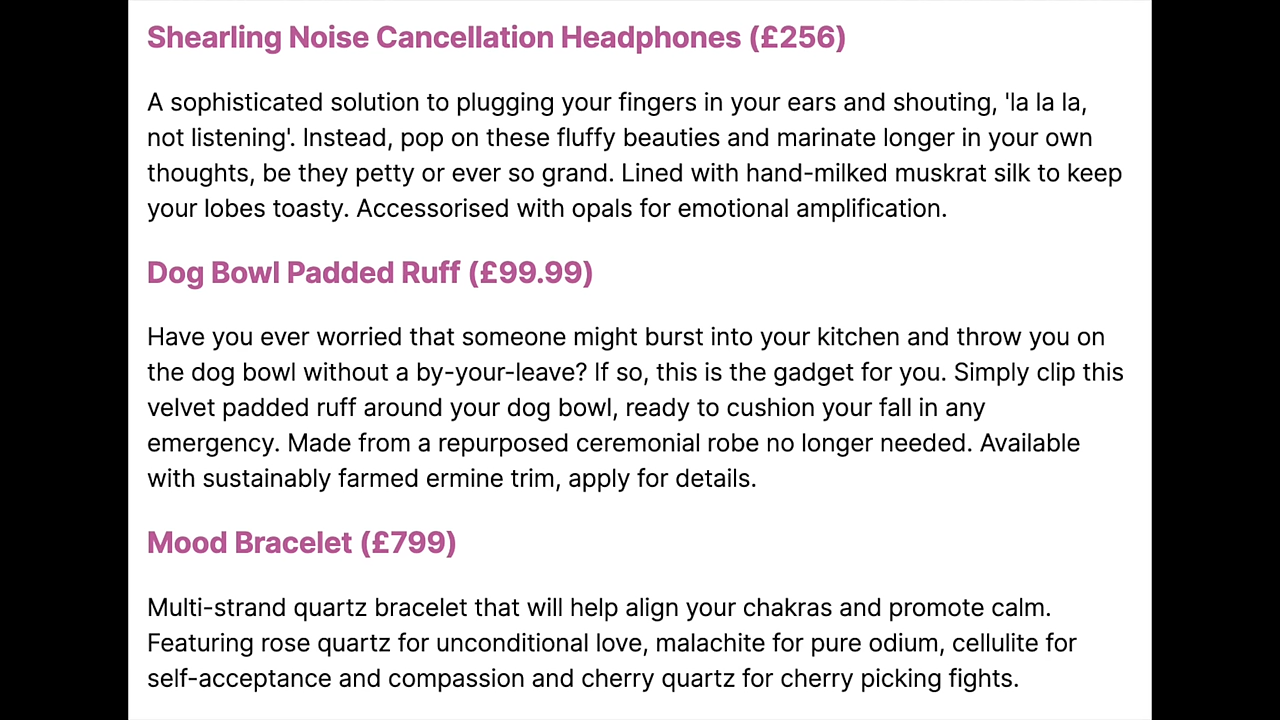 Shearling Noise Cancellation Headphones (£256)
A sophisticated solution to plugging your fingers in your ears and shouting, 'la la la,
not listening'. Instead, pop on these fluffy beauties and marinate longer in your own
thoughts, be they petty or ever so grand. Lined with hand-milked muskrat silk to keep
your lobes toasty. Accessorised with opals for emotional amplification.
Dog Bowl Padded Ruff (£99.99)
Have you ever worried that someone might burst into your kitchen and throw you on
the dog bowl without a by-your-leave? If so, this is the gadget for you. Simply clip this
velvet padded ruff around your dog bowl, ready to cushion your fall in any
emergency. Made from a repurposed ceremonial robe no longer needed. Available
with sustainably farmed ermine trim, apply for details.
Mood Bracelet (£799)
Multi-strand quartz bracelet that will help align your chakras and promote calm.
Featuring rose quartz for unconditional love, malachite for pure odium, cellulite for
self-acceptance and compassion and cherry quartz for cherry picking fights.